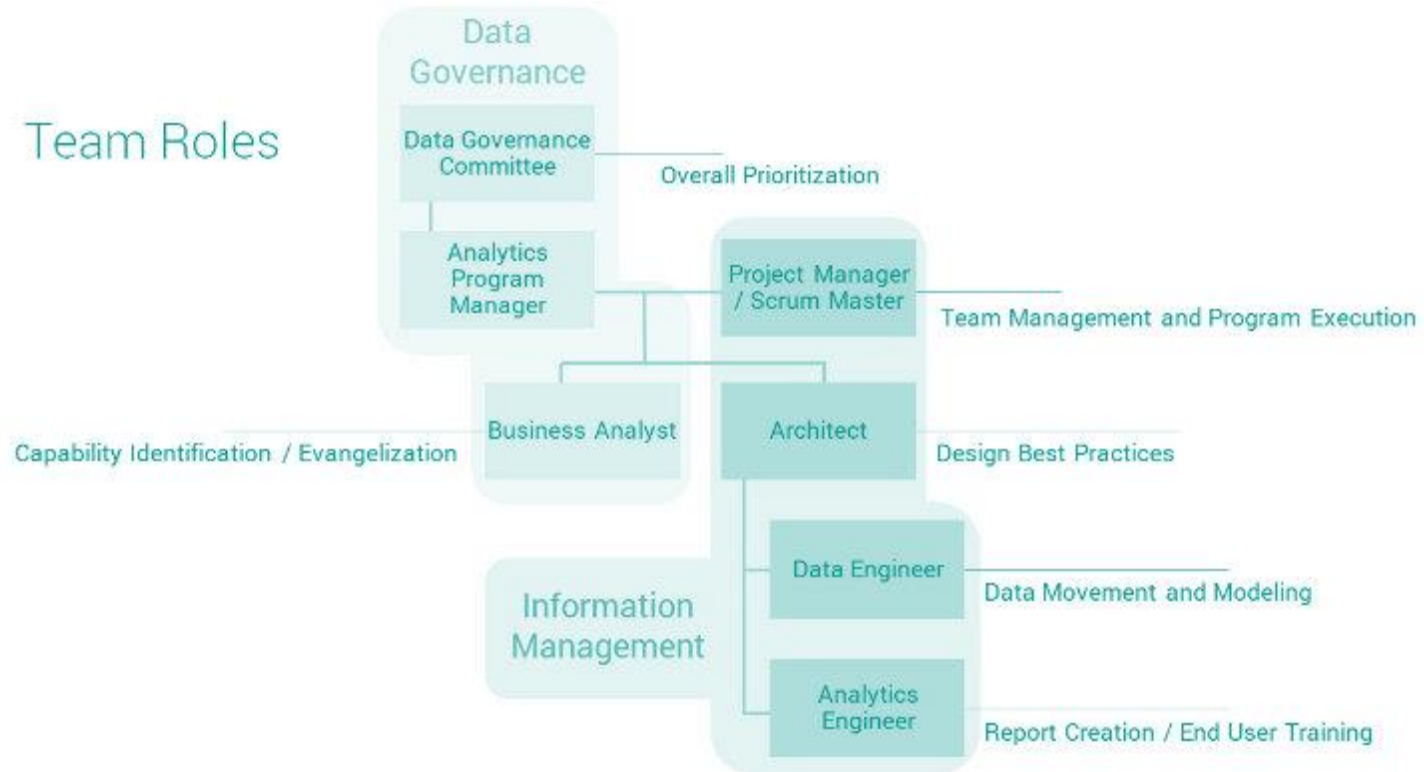 Data
Governance
Team Roles
Data Governance
Committee
Overall Prioritization
Analytics
Program
Manager
Project Manager
/ Scrum Master
Team Management and Program Execution
Business Analyst
Capability Identification / Evangelization
Architect
Design Best Practices
Data Engineer
Data Movement and Modeling
Information
Management
Analytics
Engineer
Report Creation / End User Training